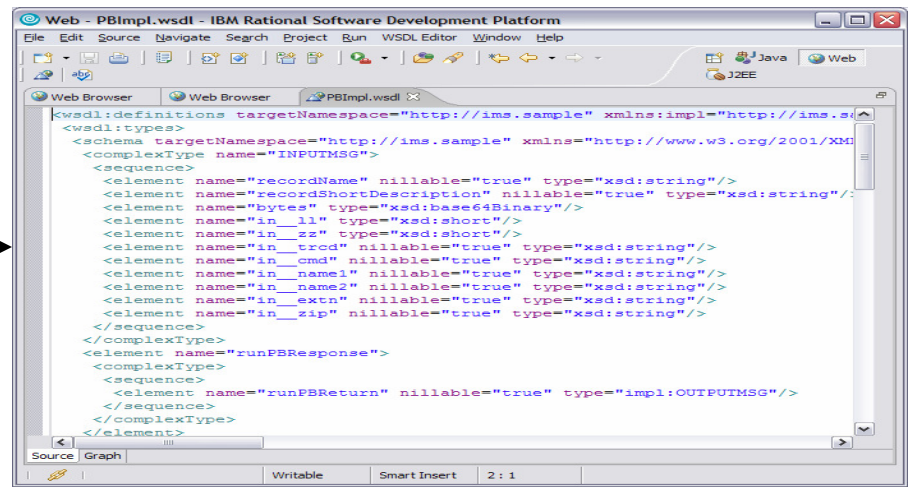 Web - PBImpl.wsdl - IBM Rational Software Development Platform
File Edit Source Navigate Search Project Run WSDL Editor Window Help
Java Web
J2EE
Web Browser Web Browser PBImpl.wsdl
<wsdl:definitions targetNamespace="http://ims.sample" xmlns:impl="http://ims.sa
<wsdl:types>
<schema targetNamespace="http://ims.sample" xmlns="http://www.w3.org/2001/XMI
<complexType name="INPUTMSG">
<sequence>
<element name="recordName" nillable="true" type="xsd:string"/>
<element name="recordShortDescription" nillable="true" type="xsd:string"/>
<element name="bytes" type="xsd:base64Binary"/>
<element name="in__ll" type="xsd:short"/>
<element name="in__zz" type="xsd:short"/>
<element name="in__trcd" nillable="true" type="xsd:string"/>
<element name="in__cmd" nillable="true" type="xsd:string"/>
<element name="in__name1" nillable="true" type="xsd:string"/>
<element name="in__name2" nillable="true" type="xsd:string"/>
<element name="in__extn" nillable="true" type="xsd:string"/>
<element name="in__zip" nillable="true" type="xsd:string"/>
</sequence>
</complexType>
<element name="runPBResponse">
<complexType>
<sequence>
<element name="runPBReturn" nillable="true" type="impl:OUTPUTMSG"/>
</sequence>
</complexType>
</element>
Source Graph
Writable Smart Insert 2 : 1